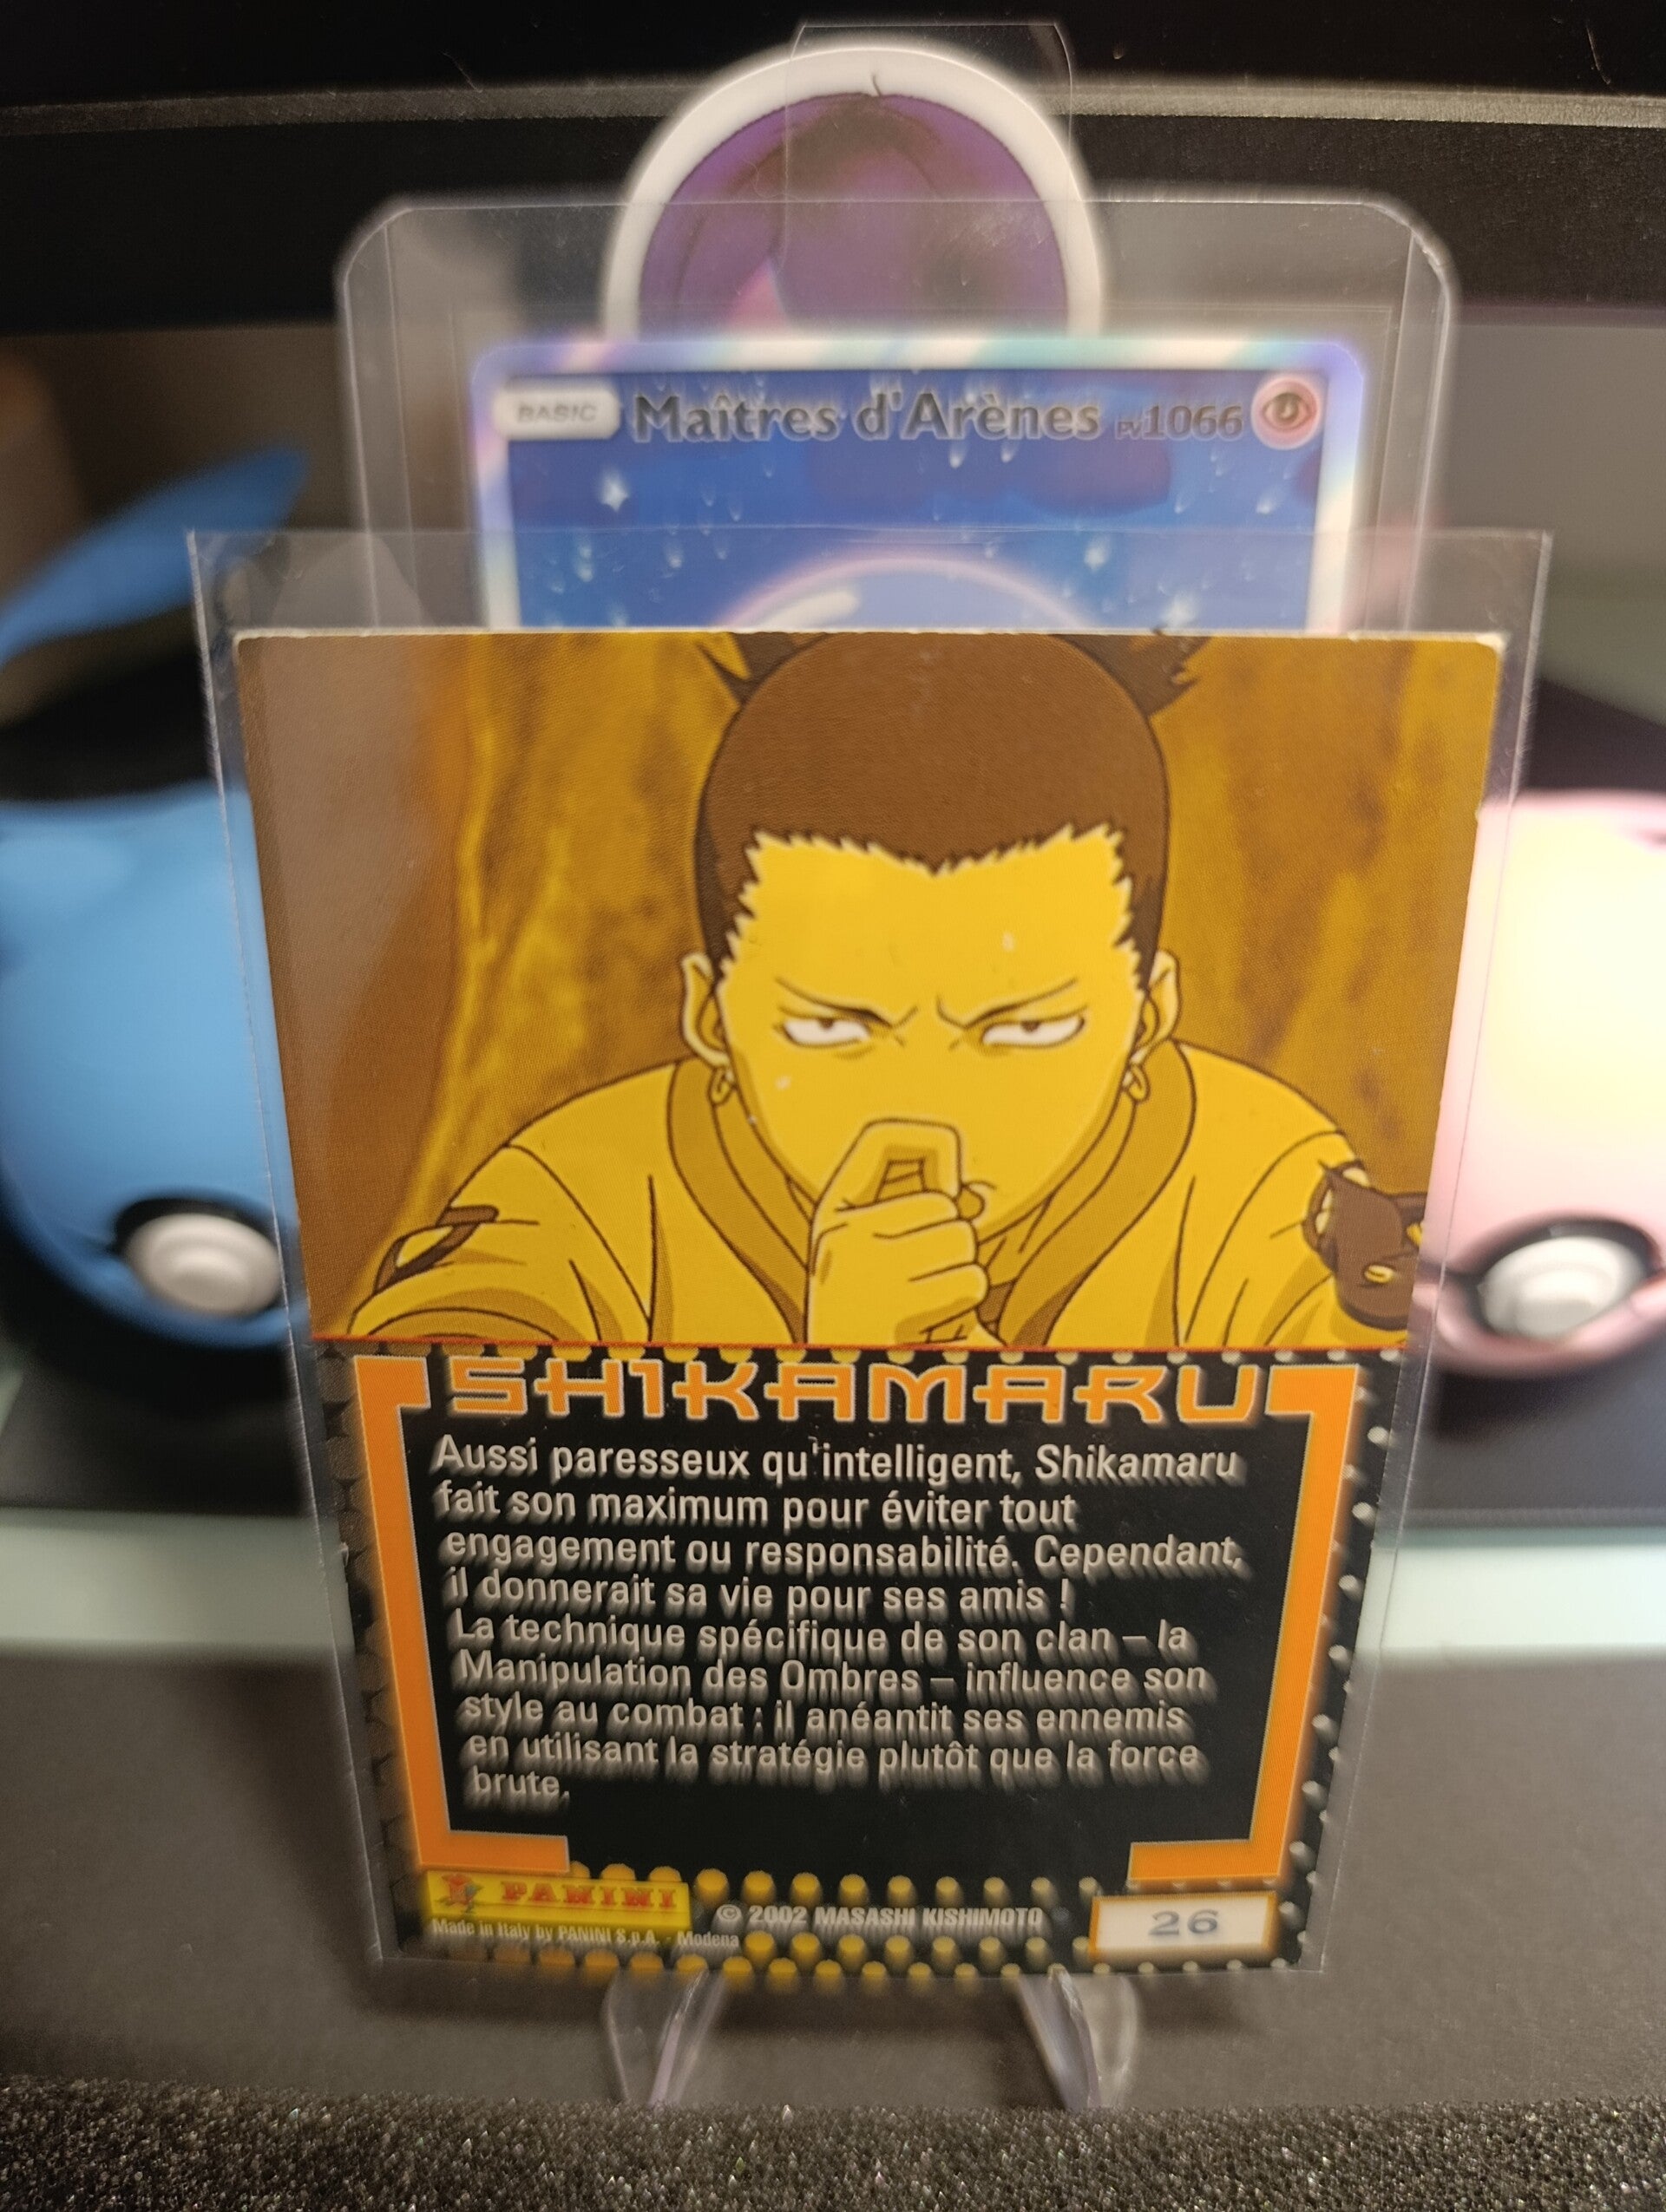 BASIC Maîtres d'Arènes PV1066
SHIKAMARU
Aussi paresseux qu'intelligent, Shikamaru
fait son maximum pour éviter tout
engagement ou responsabilité. Cependant,
il donnerait sa vie pour ses amis !
La technique spécifique de son clan – la
Manipulation des Ombres – influence son
style au combat : il anéantit ses ennemis
en utilisant la stratégie plutôt que la force
brute.
PANINI
© 2002 MASASHI KISHIMOTO
26
Made in Italy by PANINI S.p.A. - Modena